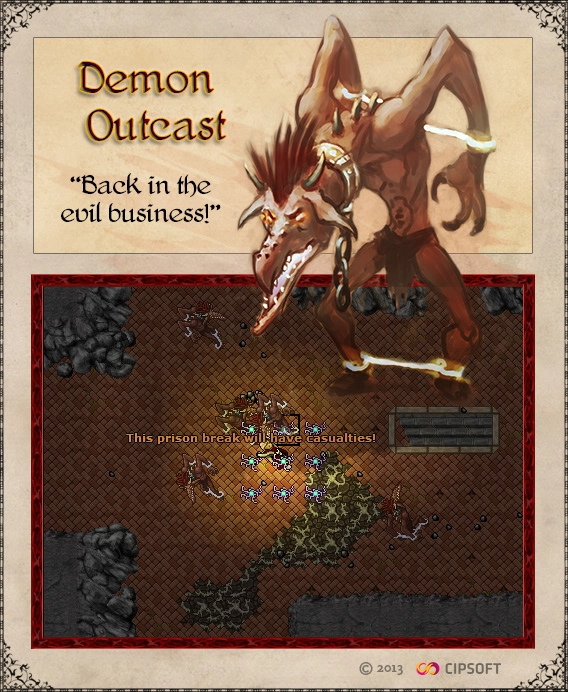 Demon
Outcast
“Back in the
evil business!”
This prison break will have casualties!
© 2013 CIPSOFT